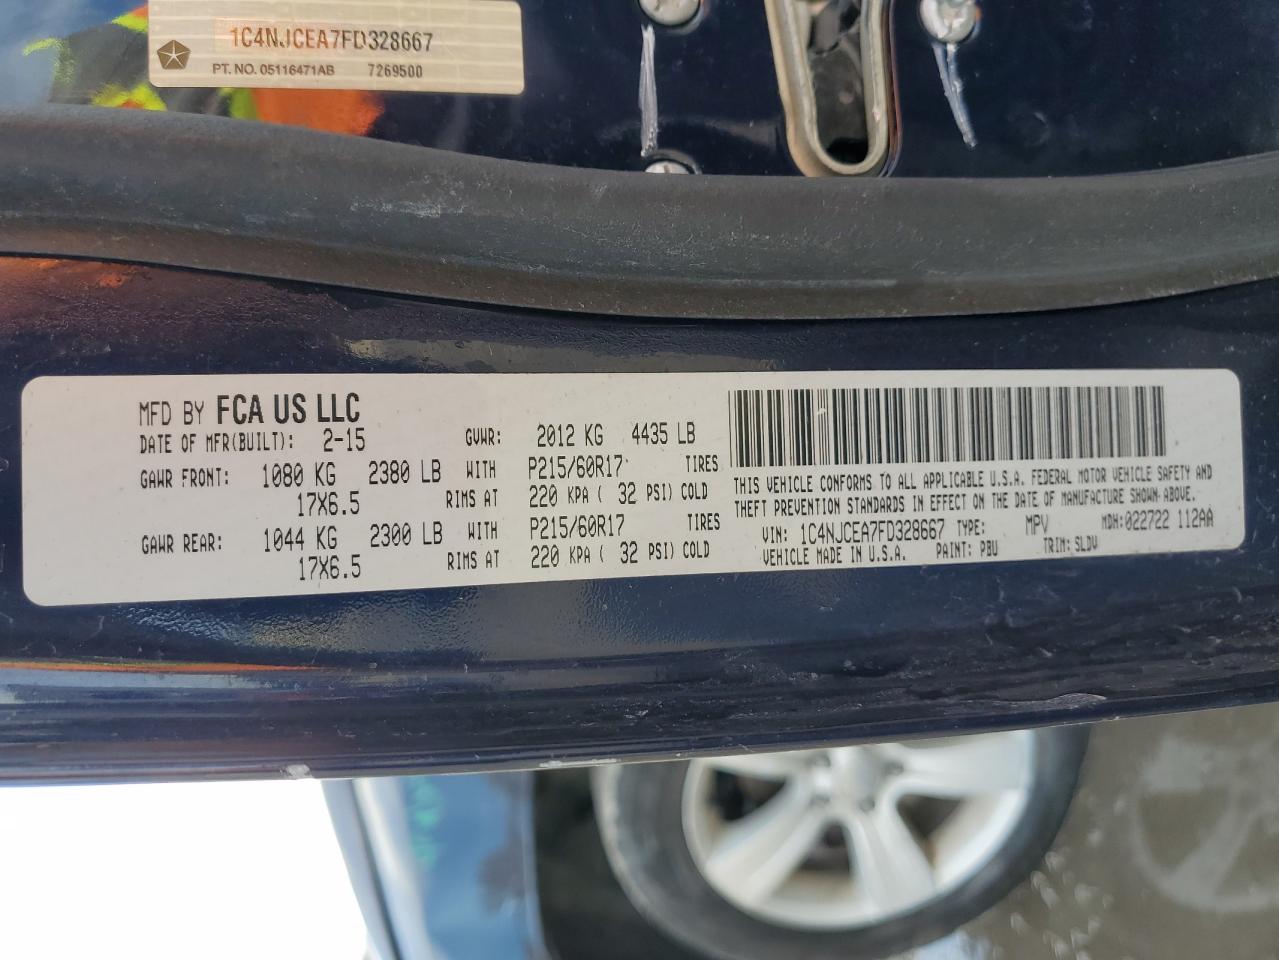 1C4NJCEA7FD328667
PT. NO. 05116471AB 7269500
MFD BY FCA US LLC
DATE OF MFR(BUILT): 2-15 GVWR: 2012 KG 4435 LB
GAWR FRONT: 1080 KG 2380 LB WITH P215/60R17 TIRES
17X6.5 RIMS AT 220 KPA ( 32 PSI) COLD
GAWR REAR: 1044 KG 2300 LB WITH P215/60R17 TIRES
17X6.5 RIMS AT 220 KPA ( 32 PSI) COLD
THIS VEHICLE CONFORMS TO ALL APPLICABLE U.S.A. FEDERAL MOTOR VEHICLE SAFETY AND
THEFT PREVENTION STANDARDS IN EFFECT ON THE DATE OF MANUFACTURE SHOWN ABOVE.
VIN: 1C4NJCEA7FD328667 TYPE: MPV MDH:022722 112AA
VEHICLE MADE IN U.S.A. PAINT: PBU TRIM: SLDV